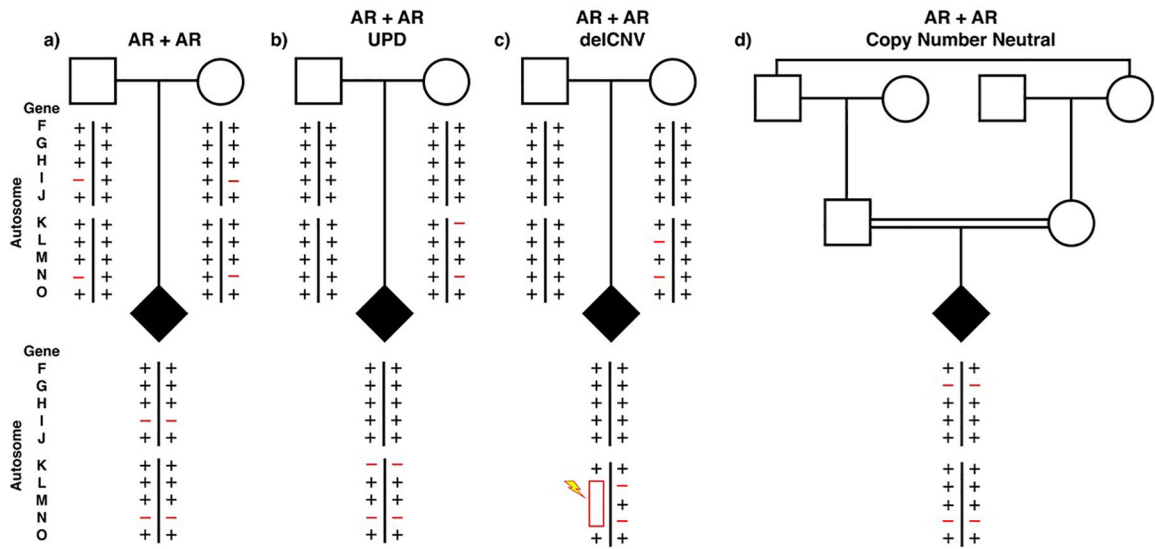 a) AR + AR
b) AR + AR
UPD
c) AR + AR
delCNV
d) AR + AR
Copy Number Neutral
Gene
Autosome
F + + + + + + + + + + + +
G + + + + + + + + + + + +
H + + + + + + + + + + + +
I − + + − + + + + + + + +
J + + + + + + + + + + + +
K + + + + + + + − + + + +
L + + + + + + + + + + − +
M + + + + + + + + + + + +
N − + + − + + + − + + − +
O + + + + + + + + + + + +
Gene
Autosome
F + + + + + + + +
G + + + + + + − −
H + + + + + + + +
I − − + + + + + +
J + + + + + + + +
K + + − − + + + +
L + + + + − + +
M + + + + + + +
N − − − − − − −
O + + + + + + + +